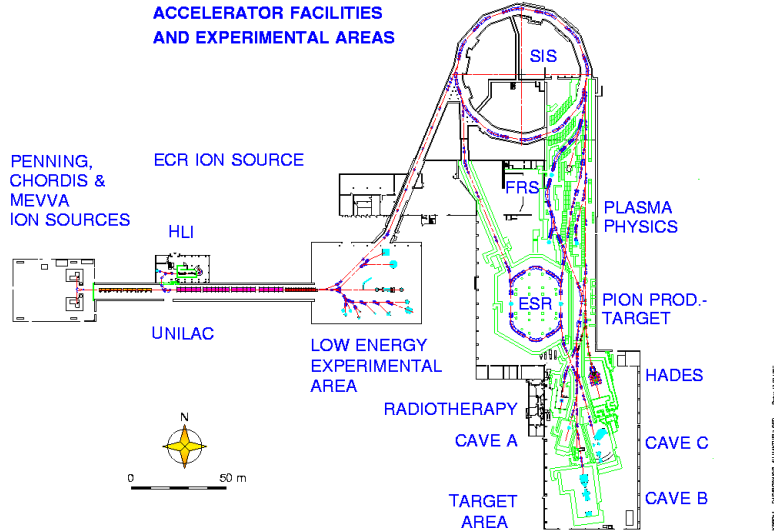 ACCELERATOR FACILITIES
AND EXPERIMENTAL AREAS
SIS
PENNING,
CHORDIS &
MEVVA
ION SOURCES
ECR ION SOURCE
HLI
FRS
PLASMA
PHYSICS
UNILAC
ESR
PION PROD.-
TARGET
LOW ENERGY
EXPERIMENTAL
AREA
HADES
RADIOTHERAPY
CAVE A
CAVE C
N
0 50 m
TARGET
AREA
CAVE B